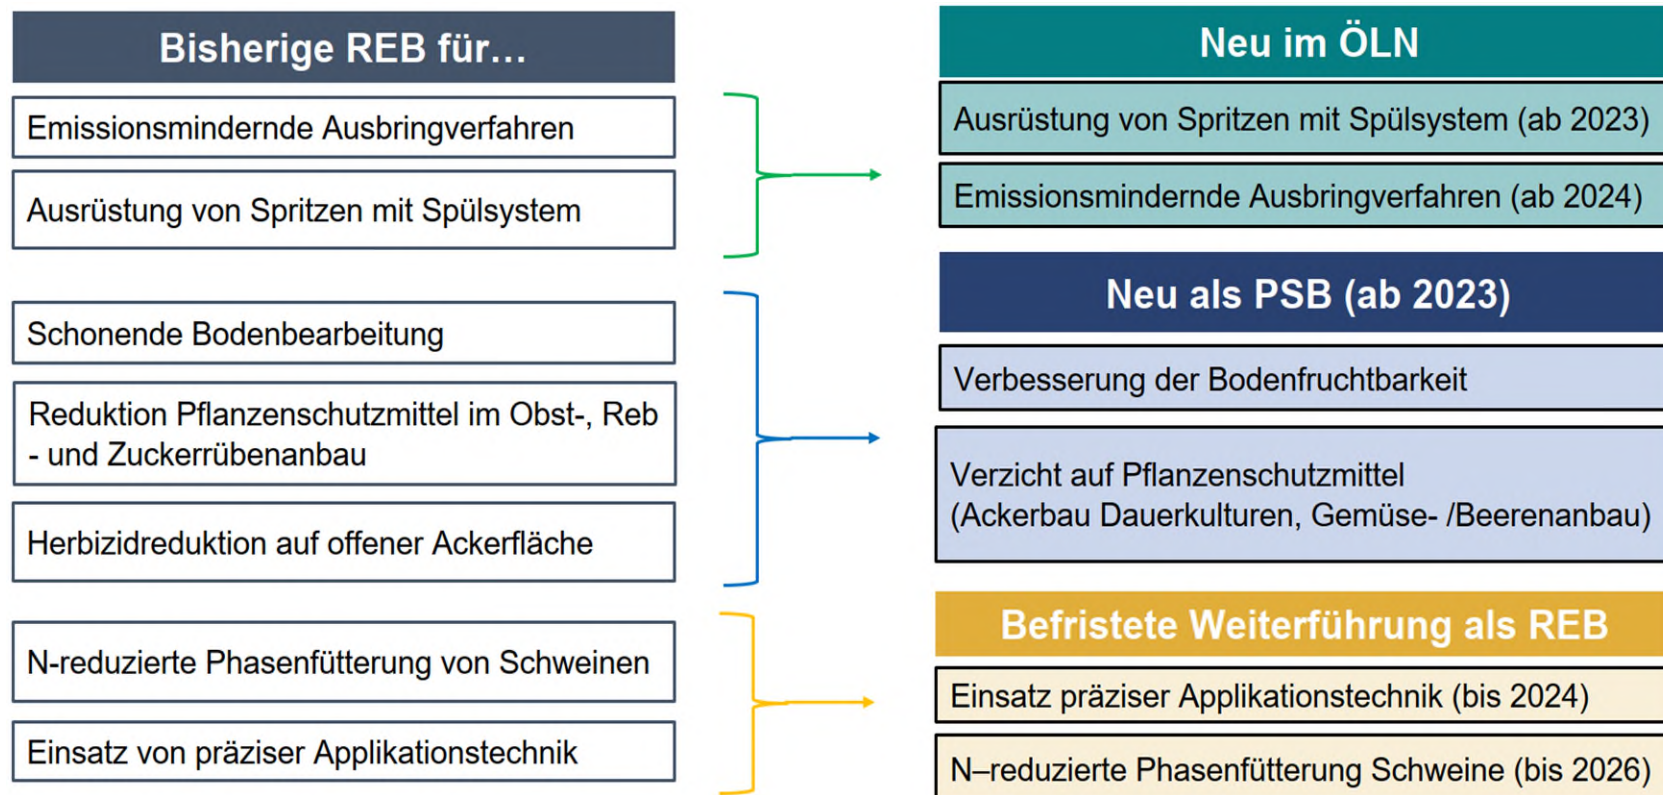 Bisherige REB für…
Emissionsmindernde Ausbringverfahren
Ausrüstung von Spritzen mit Spülsystem
Schonende Bodenbearbeitung
Reduktion Pflanzenschutzmittel im Obst-, Reb
- und Zuckerrübenanbau
Herbizidreduktion auf offener Ackerfläche
N-reduzierte Phasenfütterung von Schweinen
Einsatz von präziser Applikationstechnik
Neu im ÖLN
Ausrüstung von Spritzen mit Spülsystem (ab 2023)
Emissionsmindernde Ausbringverfahren (ab 2024)
Neu als PSB (ab 2023)
Verbesserung der Bodenfruchtbarkeit
Verzicht auf Pflanzenschutzmittel
(Ackerbau Dauerkulturen, Gemüse- /Beerenanbau)
Befristete Weiterführung als REB
Einsatz präziser Applikationstechnik (bis 2024)
N–reduzierte Phasenfütterung Schweine (bis 2026)